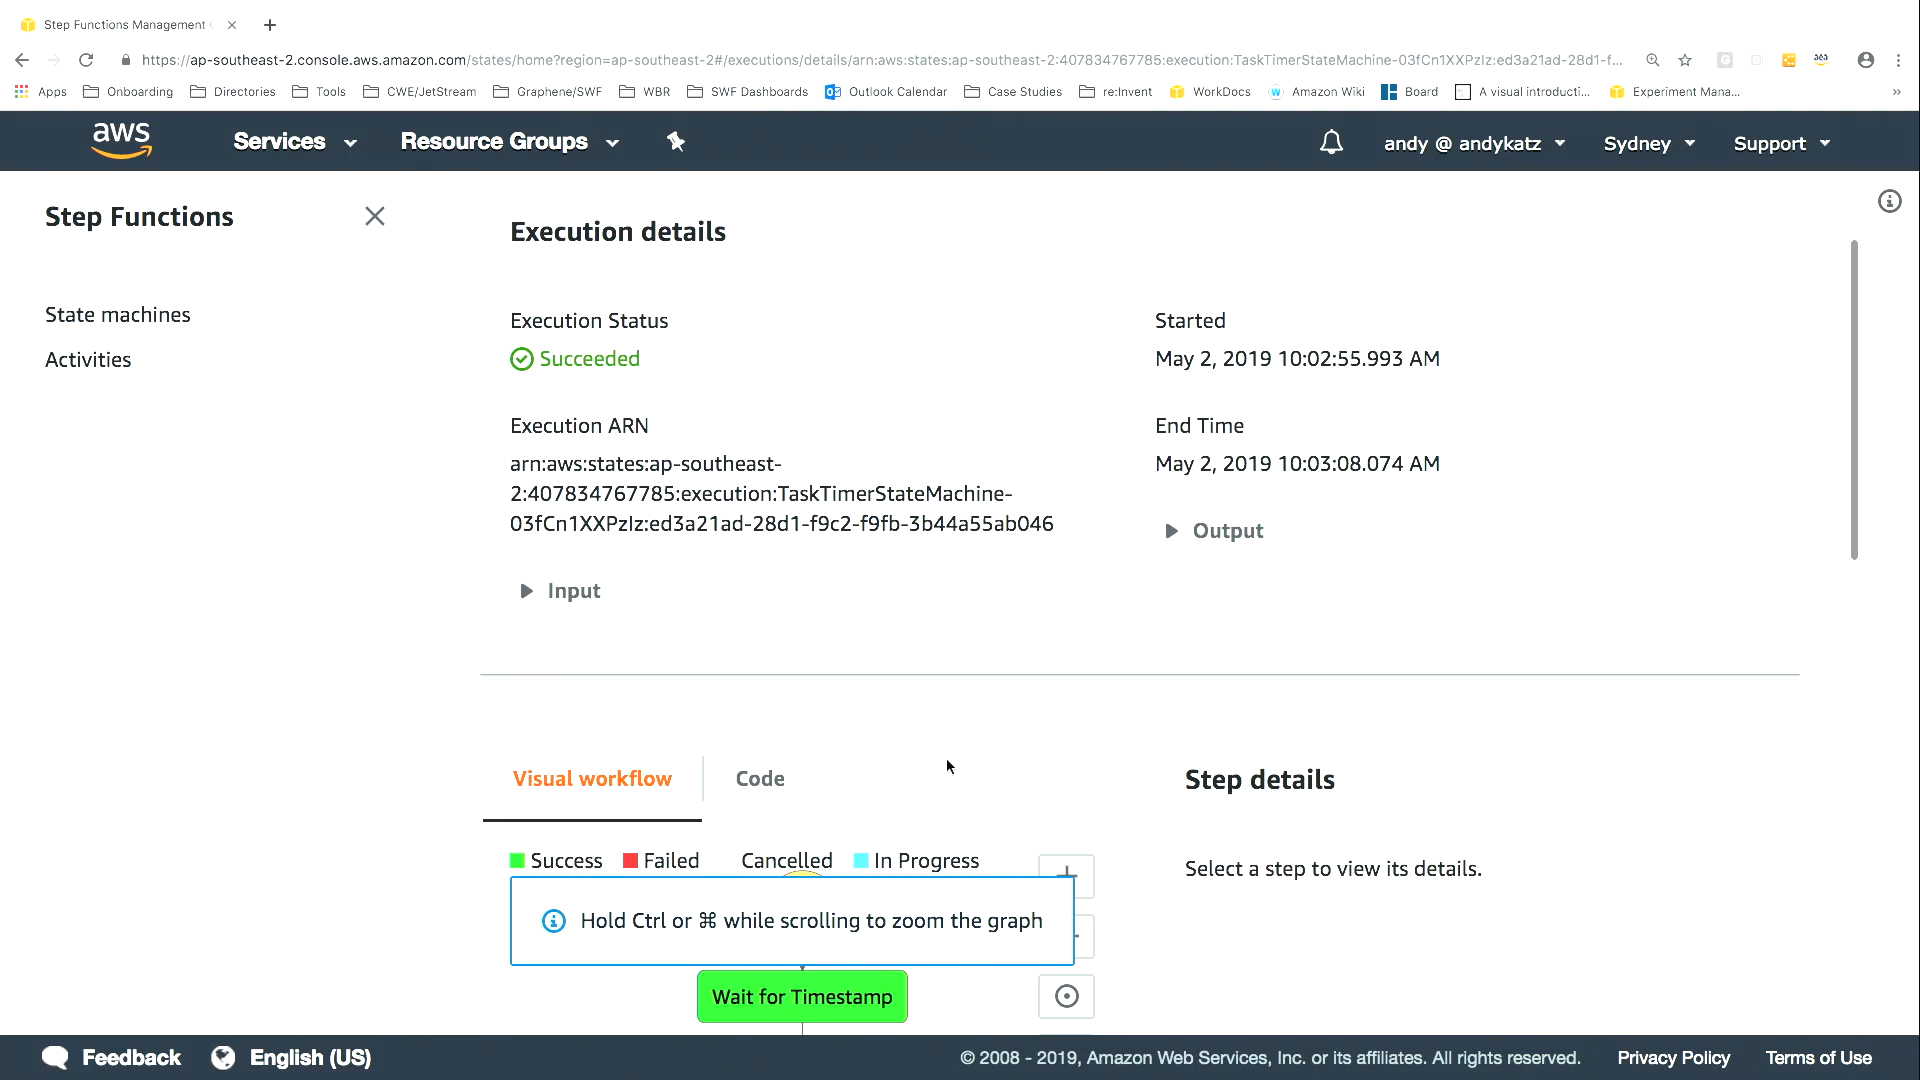 Step Functions Management
https://ap-southeast-2.console.aws.amazon.com/states/home?region=ap-southeast-2#/executions/details/arn:aws:states:ap-southeast-2:407834767785:execution:TaskTimerStateMachine-03fCn1XXPzIz:ed3a21ad-28d1-f...
Apps Onboarding Directories Tools CWE/JetStream Graphene/SWF WBR SWF Dashboards Outlook Calendar Case Studies re:Invent WorkDocs Amazon Wiki Board A visual introducti... Experiment Mana... »
aws Services Resource Groups andy @ andykatz Sydney Support
Step Functions
State machines
Activities
Execution details
Execution Status
Succeeded
Started
May 2, 2019 10:02:55.993 AM
Execution ARN
arn:aws:states:ap-southeast-
2:407834767785:execution:TaskTimerStateMachine-
03fCn1XXPzIz:ed3a21ad-28d1-f9c2-f9fb-3b44a55ab046
End Time
May 2, 2019 10:03:08.074 AM
Output
Input
Visual workflow Code
Success Failed Cancelled In Progress
Hold Ctrl or ⌘ while scrolling to zoom the graph
Wait for Timestamp
Step details
Select a step to view its details.
Feedback English (US) © 2008 - 2019, Amazon Web Services, Inc. or its affiliates. All rights reserved. Privacy Policy Terms of Use